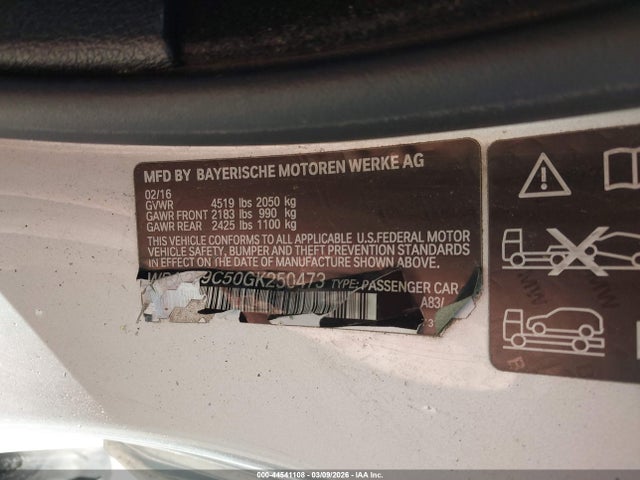 MFD BY BAYERISCHE MOTOREN WERKE AG
02/16
GVWR 4519 lbs 2050 kg
GAWR FRONT 2183 lbs 990 kg
GAWR REAR 2425 lbs 1100 kg
THIS VEHICLE CONFORMS TO ALL APPLICABLE U.S.FEDERAL MOTOR
VEHICLE SAFETY, BUMPER AND THEFT PREVENTION STANDARDS
IN EFFECT ON THE DATE OF MANUFACTURE SHOWN ABOVE.
9C50GK250473 TYPE: PASSENGER CAR
A83/
73
000-44541108 - 03/09/2026 - IAA Inc.